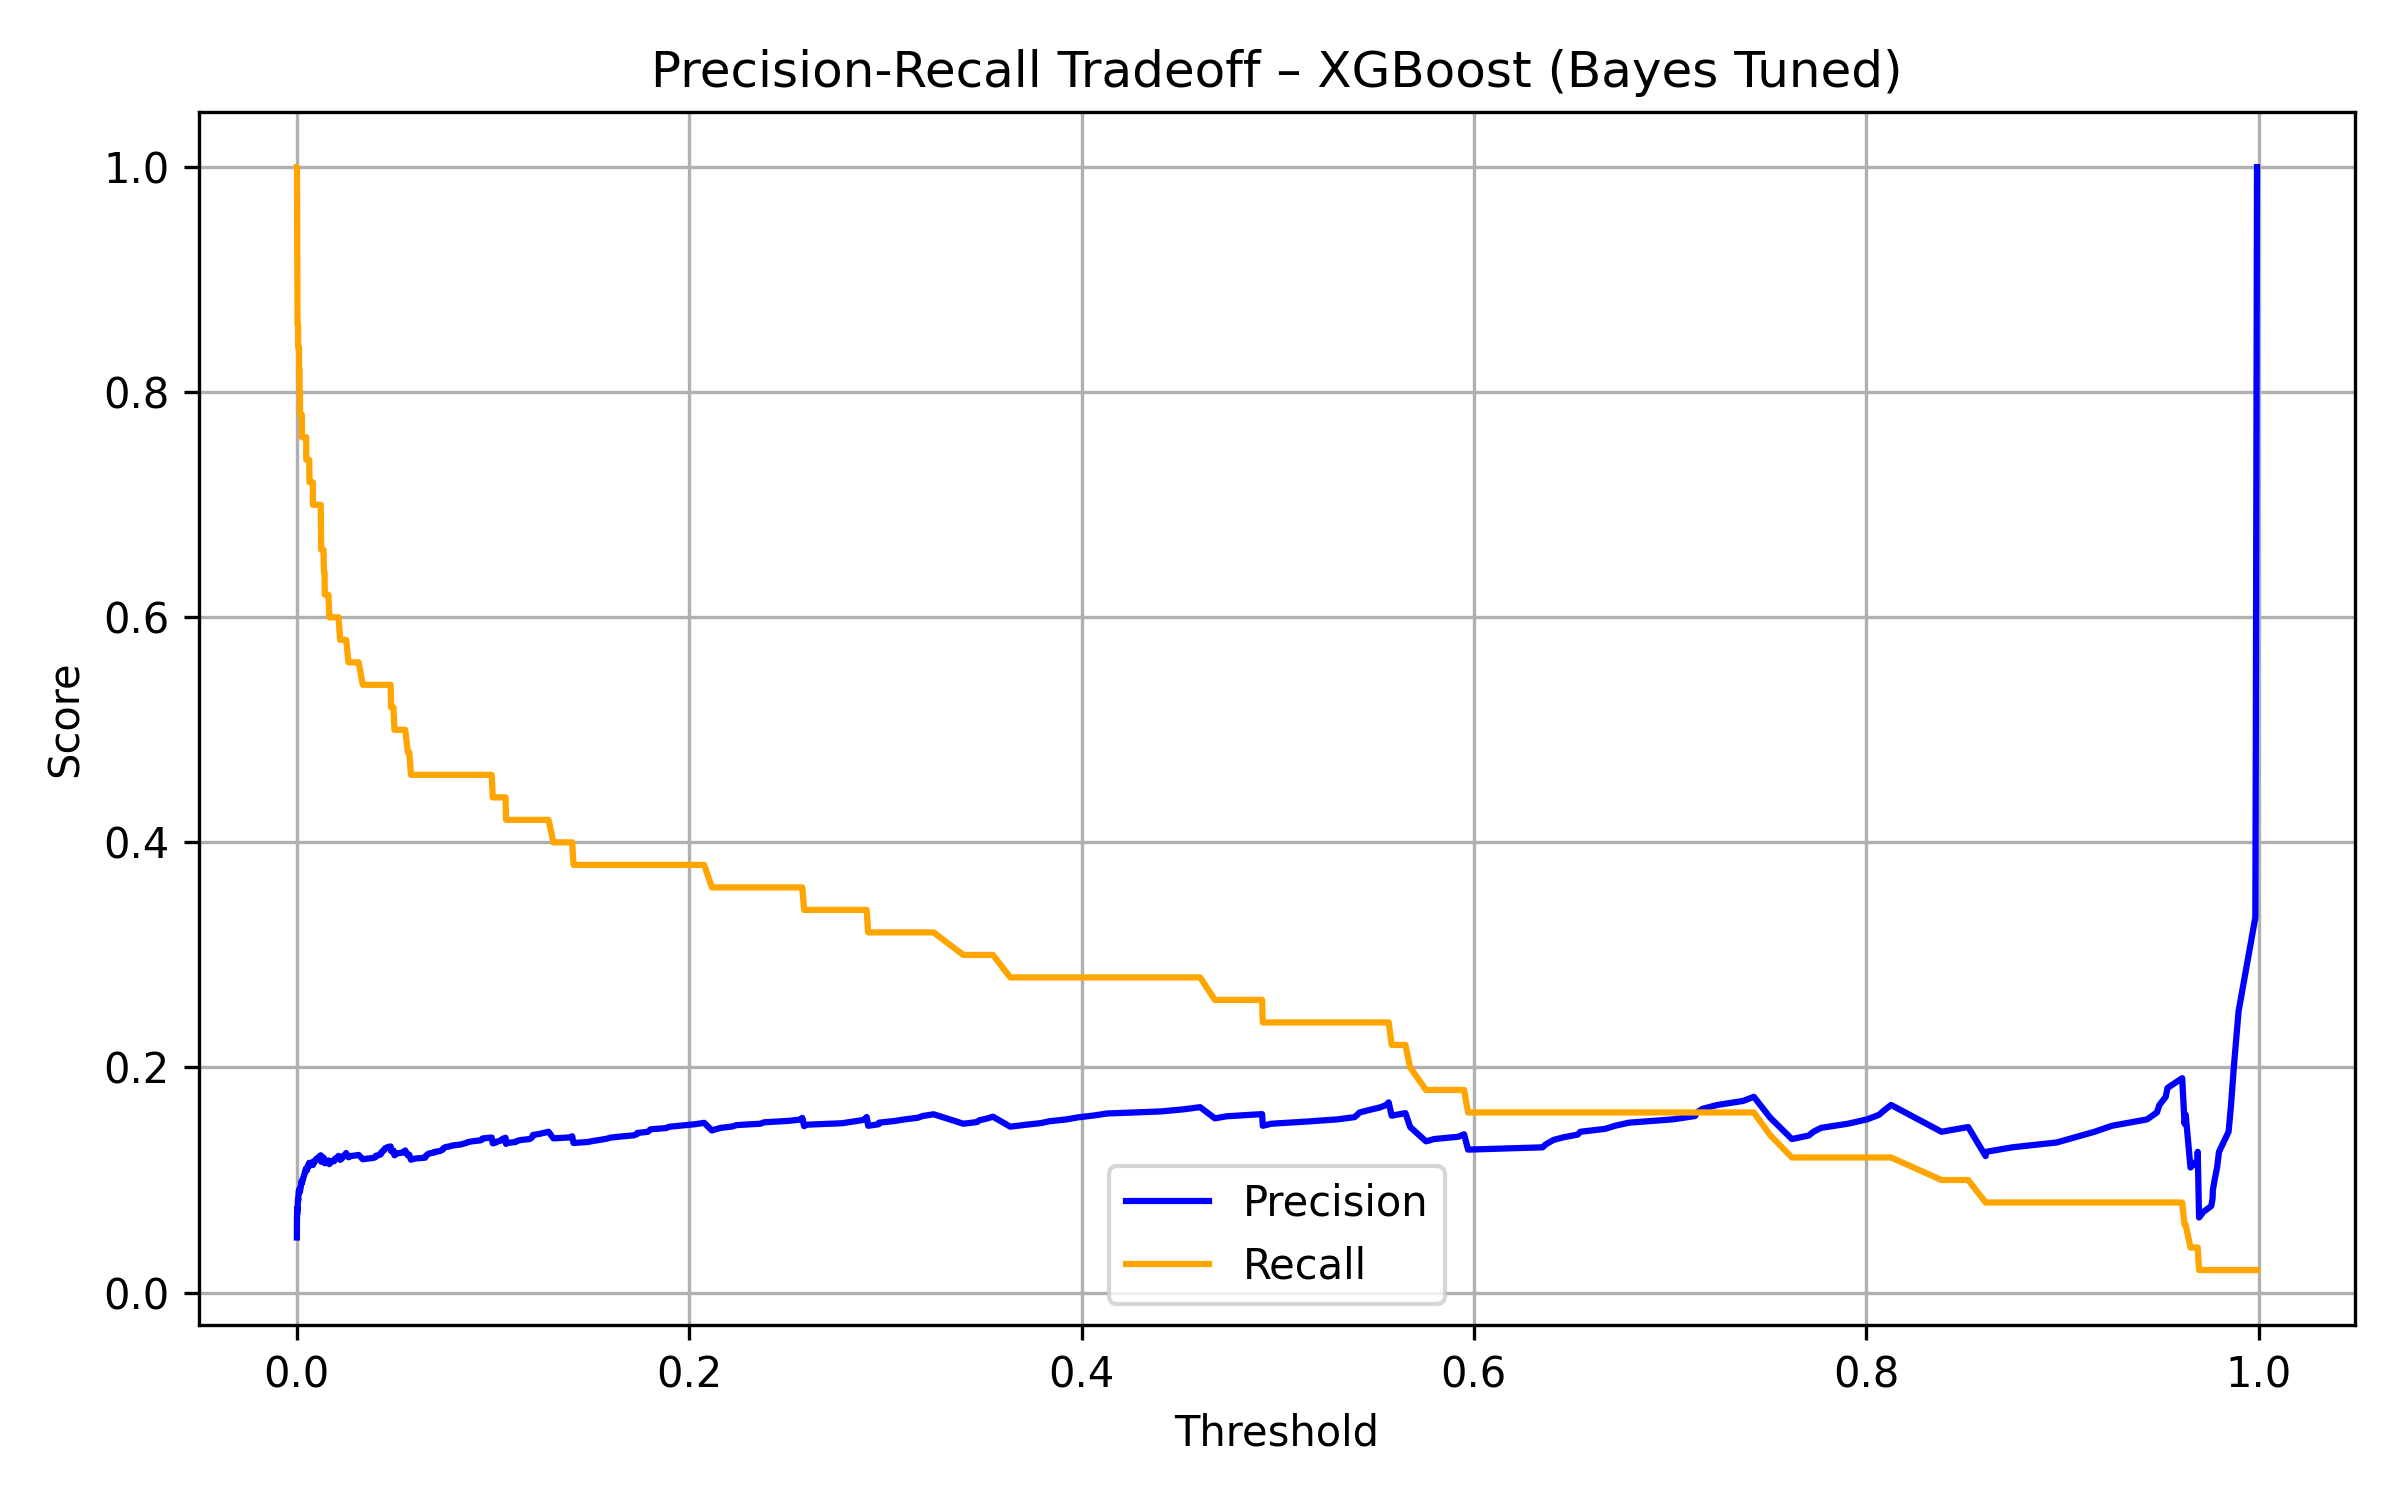 Precision-Recall Tradeoff – XGBoost (Bayes Tuned)
1.0
0.8
0.6
0.4
0.2
0.0
Score
Precision
Recall
0.0 0.2 0.4 0.6 0.8 1.0
Threshold